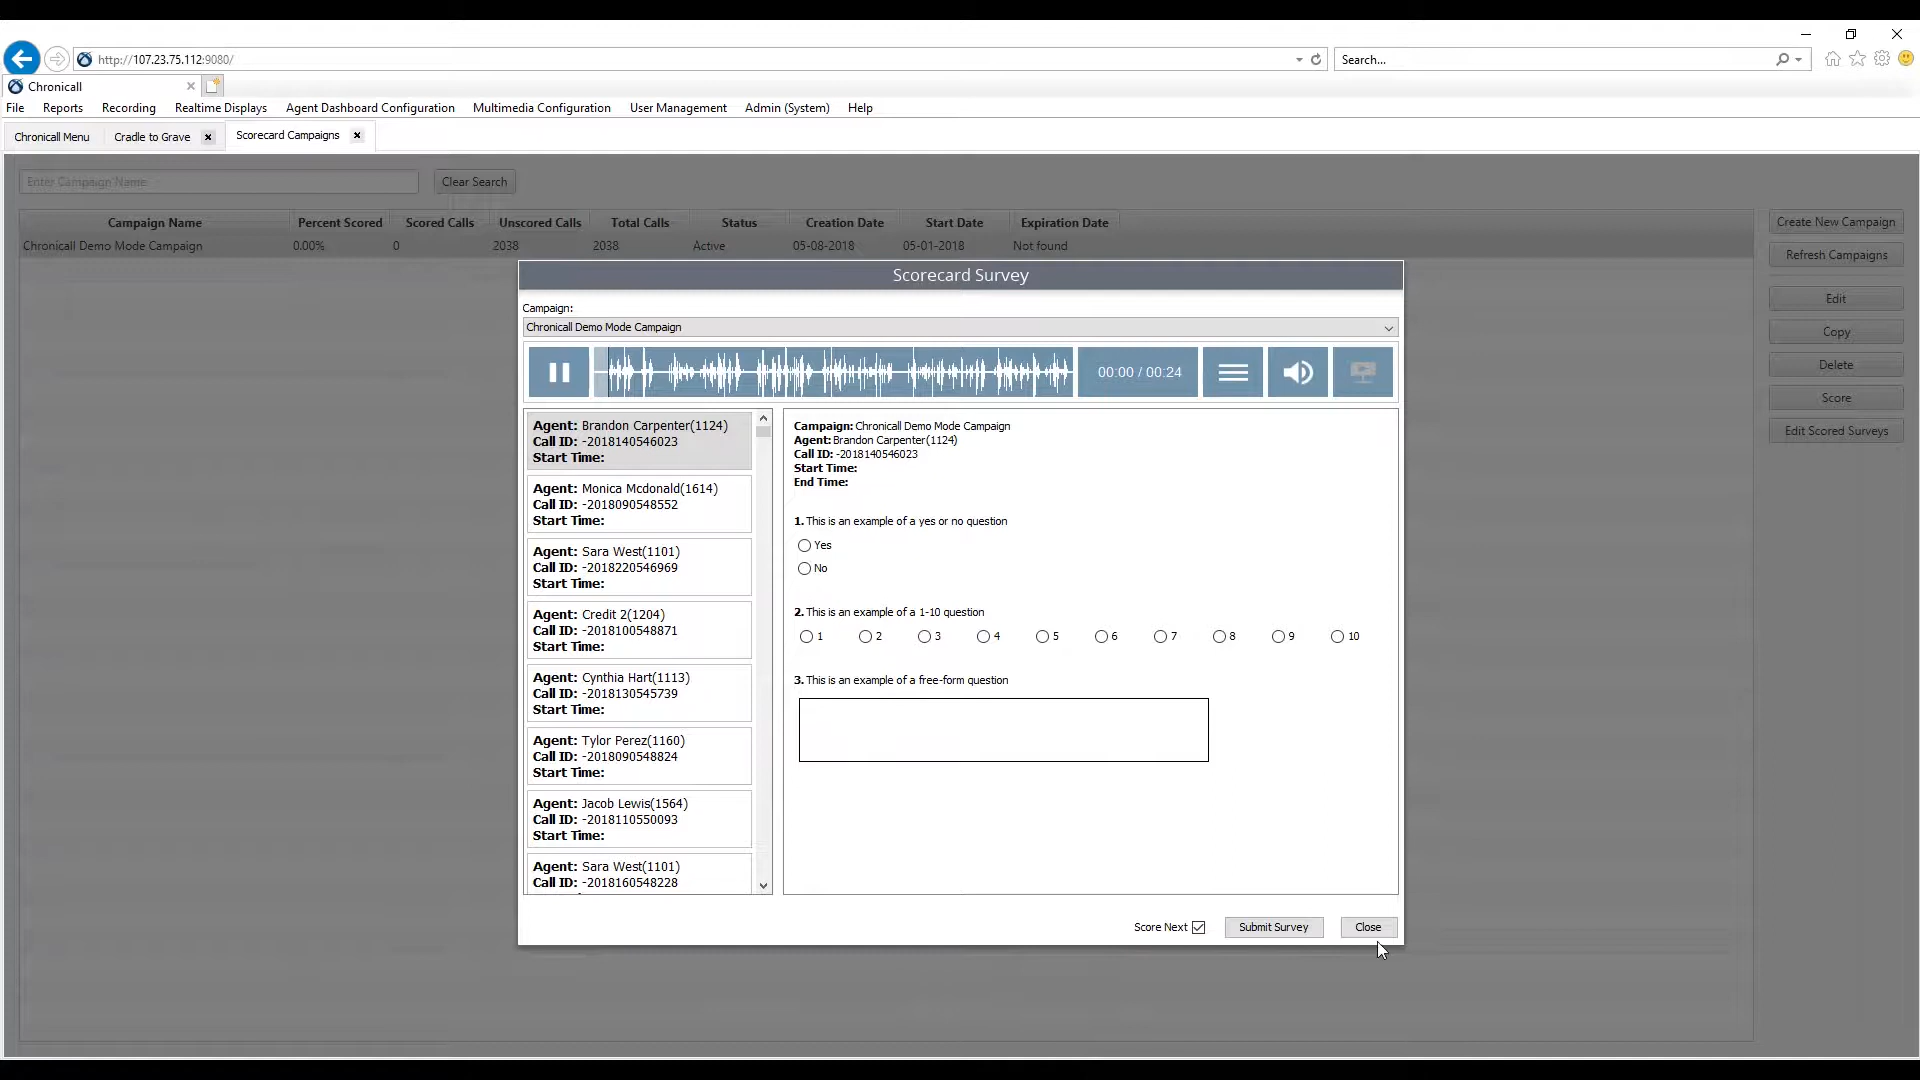 http://107.23.75.112:9080/
Search...
Chronicall
File Reports Recording Realtime Displays Agent Dashboard Configuration Multimedia Configuration User Management Admin (System) Help
Chronicall Menu Cradle to Grave Scorecard Campaigns
Enter Campaign Name Clear Search
Campaign Name Percent Scored Scored Calls Unscored Calls Total Calls Status Creation Date Start Date Expiration Date
Chronicall Demo Mode Campaign 0.00% 0 2038 2038 Active 05-08-2018 05-01-2018 Not found
Create New Campaign
Refresh Campaigns
Edit
Copy
Delete
Score
Edit Scored Surveys
Scorecard Survey
Campaign:
Chronicall Demo Mode Campaign
00:00 / 00:24
Agent: Brandon Carpenter(1124)
Call ID: -2018140546023
Start Time:
Agent: Monica Mcdonald(1614)
Call ID: -2018090548552
Start Time:
Agent: Sara West(1101)
Call ID: -2018220546969
Start Time:
Agent: Credit 2(1204)
Call ID: -2018100548871
Start Time:
Agent: Cynthia Hart(1113)
Call ID: -2018130545739
Start Time:
Agent: Tylor Perez(1160)
Call ID: -2018090548824
Start Time:
Agent: Jacob Lewis(1564)
Call ID: -2018110550093
Start Time:
Agent: Sara West(1101)
Call ID: -2018160548228
Campaign: Chronicall Demo Mode Campaign
Agent: Brandon Carpenter(1124)
Call ID: -2018140546023
Start Time:
End Time:
1. This is an example of a yes or no question
Yes
No
2. This is an example of a 1-10 question
1 2 3 4 5 6 7 8 9 10
3. This is an example of a free-form question
Score Next Submit Survey Close